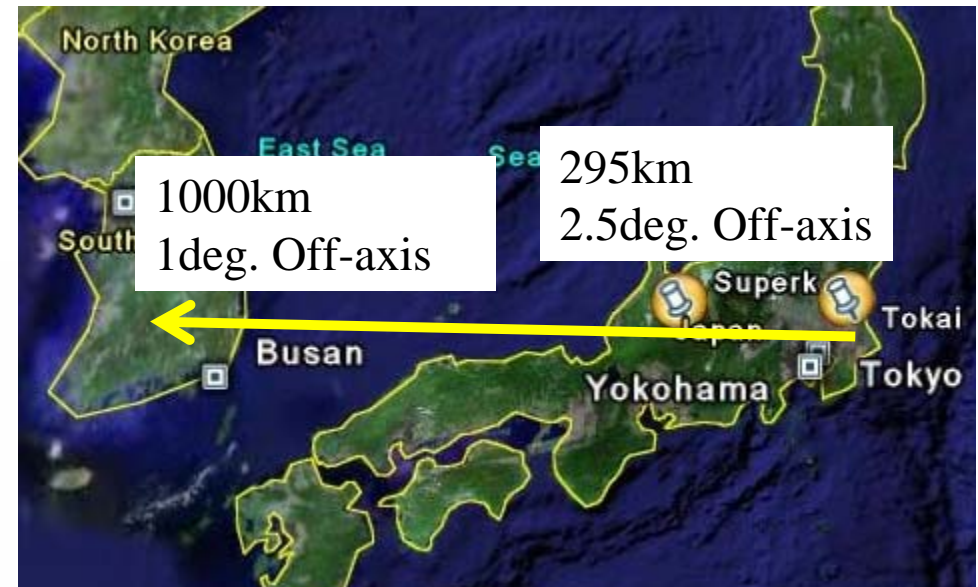 North Korea
East Sea
Sea
295km
2.5deg. Off-axis
1000km
1deg. Off-axis
South
Superk
Tokai
Japan
Busan
Yokohama
Tokyo